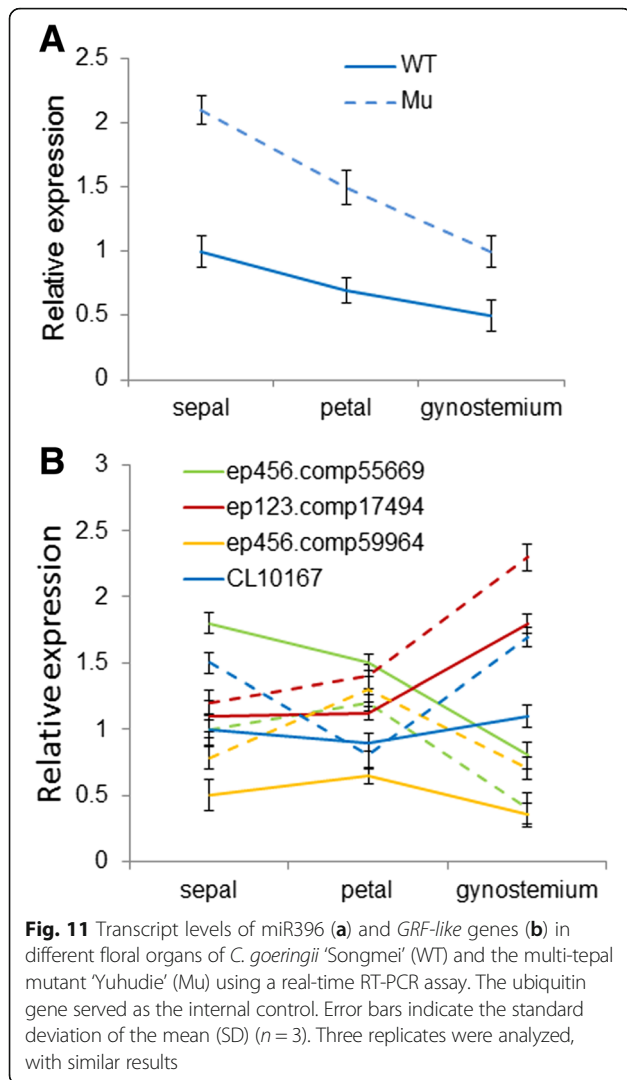 A
Relative expression
2.5
2
1.5
1
0.5
0
WT
Mu
sepal petal gynostemium
B
Relative expression
3
2.5
2
1.5
1
0.5
0
ep456.comp55669
ep123.comp17494
ep456.comp59964
CL10167
sepal petal gynostemium
Fig. 11 Transcript levels of miR396 (a) and GRF-like genes (b) in
different floral organs of C. goeringii ‘Songmei’ (WT) and the multi-tepal
mutant ‘Yuhudie’ (Mu) using a real-time RT-PCR assay. The ubiquitin
gene served as the internal control. Error bars indicate the standard
deviation of the mean (SD) (n = 3). Three replicates were analyzed,
with similar results